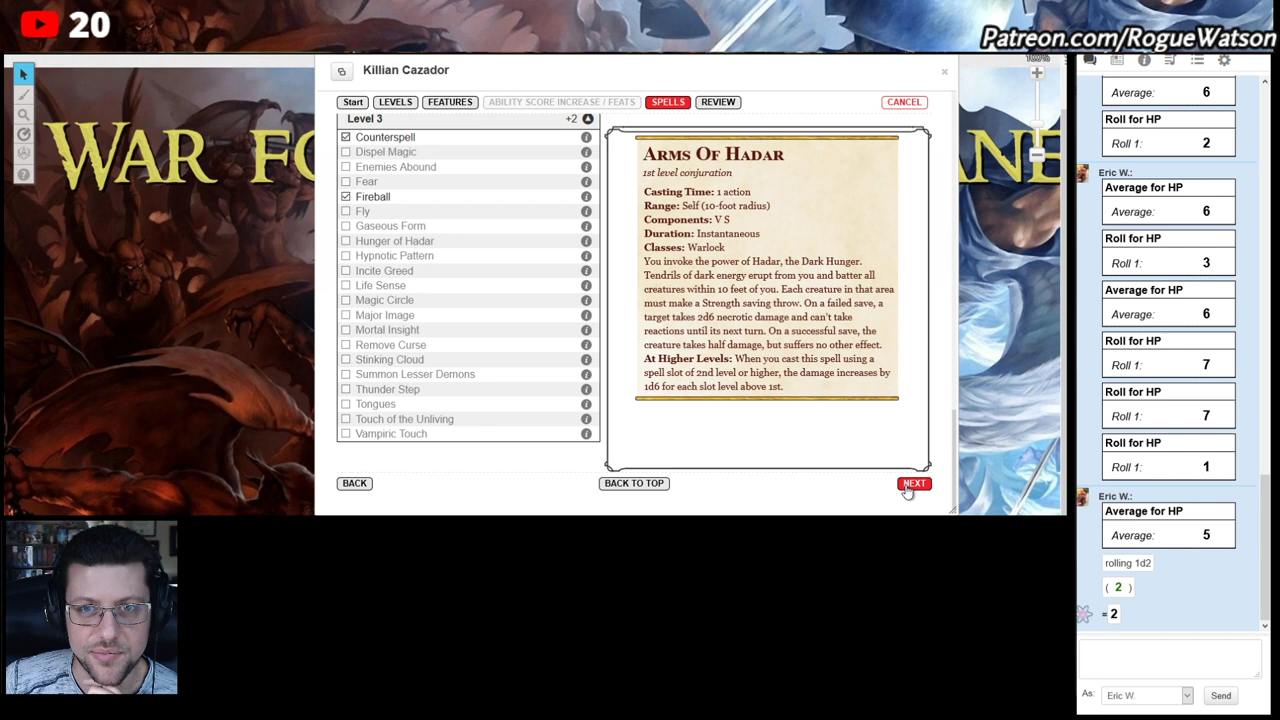 20
Patreon.com/RogueWatson
WAR FO
ANE
100%
Killian Cazador
Start
LEVELS
FEATURES
ABILITY SCORE INCREASE / FEATS
SPELLS
REVIEW
CANCEL
Level 3
+2
Counterspell
Dispel Magic
Enemies Abound
Fear
Fireball
Fly
Gaseous Form
Hunger of Hadar
Hypnotic Pattern
Incite Greed
Life Sense
Magic Circle
Major Image
Mortal Insight
Remove Curse
Stinking Cloud
Summon Lesser Demons
Thunder Step
Tongues
Touch of the Unliving
Vampiric Touch
Arms Of Hadar
1st level conjuration
Casting Time: 1 action
Range: Self (10-foot radius)
Components: V S
Duration: Instantaneous
Classes: Warlock
You invoke the power of Hadar, the Dark Hunger.
Tendrils of dark energy erupt from you and batter all
creatures within 10 feet of you. Each creature in that area
must make a Strength saving throw. On a failed save, a
target takes 2d6 necrotic damage and can't take
reactions until its next turn. On a successful save, the
creature takes half damage, but suffers no other effect.
At Higher Levels: When you cast this spell using a
spell slot of 2nd level or higher, the damage increases by
1d6 for each slot level above 1st.
BACK
BACK TO TOP
NEXT
Average: 6
Roll for HP
Roll 1: 2
Eric W.:
Average for HP
Average: 6
Roll for HP
Roll 1: 3
Average for HP
Average: 6
Roll for HP
Roll 1: 7
Roll for HP
Roll 1: 7
Roll for HP
Roll 1: 1
Eric W.:
Average for HP
Average: 5
rolling 1d2
( 2 )
=2
As: Eric W. Send